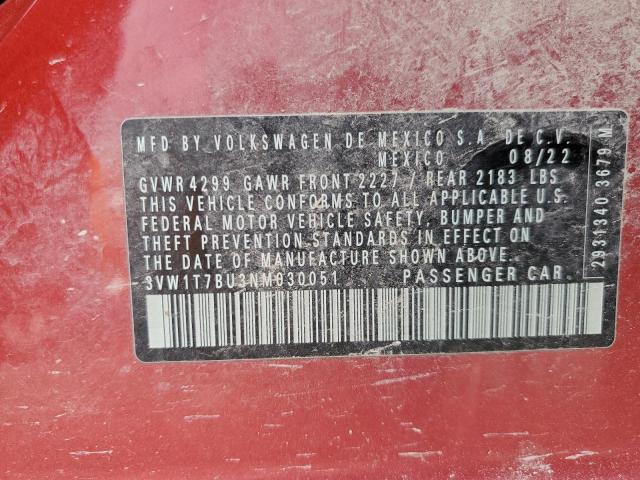 MFD BY VOLKSWAGEN DE MEXICO S.A. DE C.V.
MEXICO 08/22
GVWR 4299 GAWR FRONT 2227 / REAR 2183 LBS
THIS VEHICLE CONFORMS TO ALL APPLICABLE U.S.
FEDERAL MOTOR VEHICLE SAFETY, BUMPER AND
THEFT PREVENTION STANDARDS IN EFFECT ON
THE DATE OF MANUFACTURE SHOWN ABOVE.
3VW1T7BU3NM030051 PASSENGER CAR
2931340 3679 M